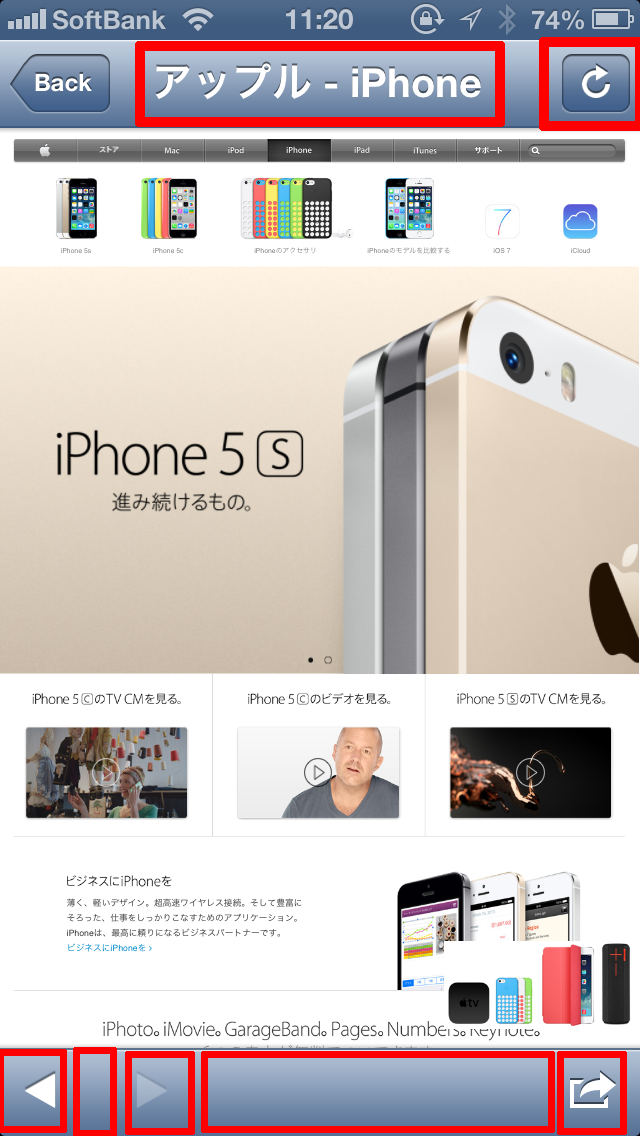 SoftBank 11:20 74%
Back アップル - iPhone
ストア Mac iPod iPhone iPad iTunes サポート
iPhone 5s iPhone 5c iPhoneのアクセサリ iPhoneのモデルを比較する iOS 7 iCloud
7
iPhone 5 S
進み続けるもの。
iPhone 5 C のTV CMを見る。 iPhone 5 C のビデオを見る。 iPhone 5 S のTV CMを見る。
ビジネスにiPhoneを
薄く、軽いデザイン。超高速ワイヤレス接続。そして豊富に
そろった、仕事をしっかりこなすためのアプリケーション。
iPhoneは、最高に頼りになるビジネスパートナーです。
ビジネスにiPhoneを ›
tv
iPhoto。iMovie。GarageBand。Pages。Numbers。Keynote。